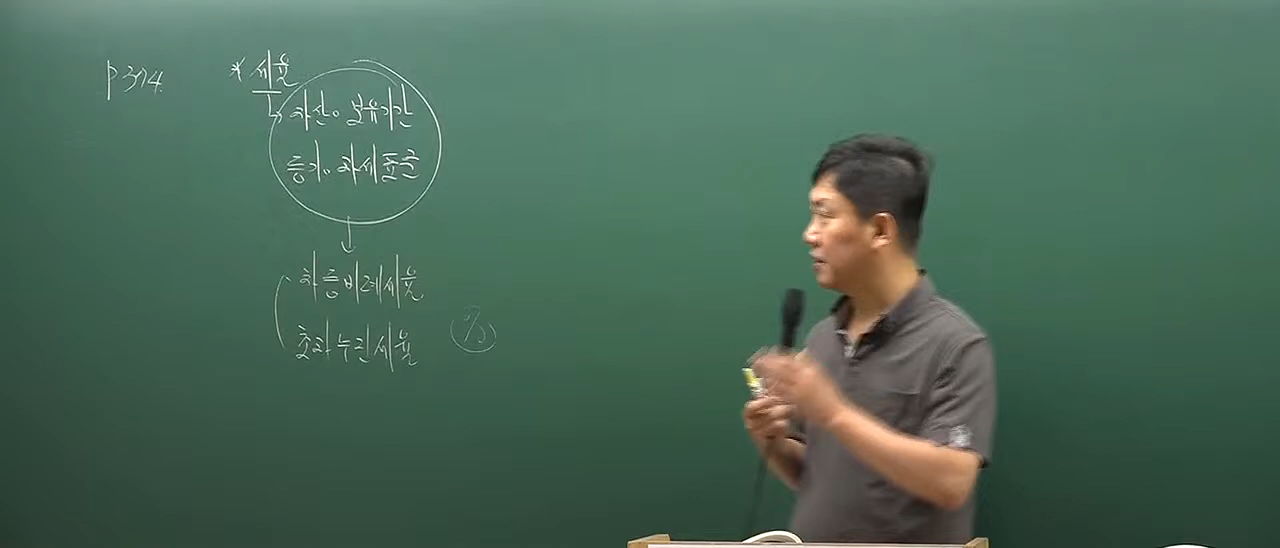 p374.
* 세율
자산. 보유기간
등기. 과세표준
차등비례세율
초과누진세율 (%)